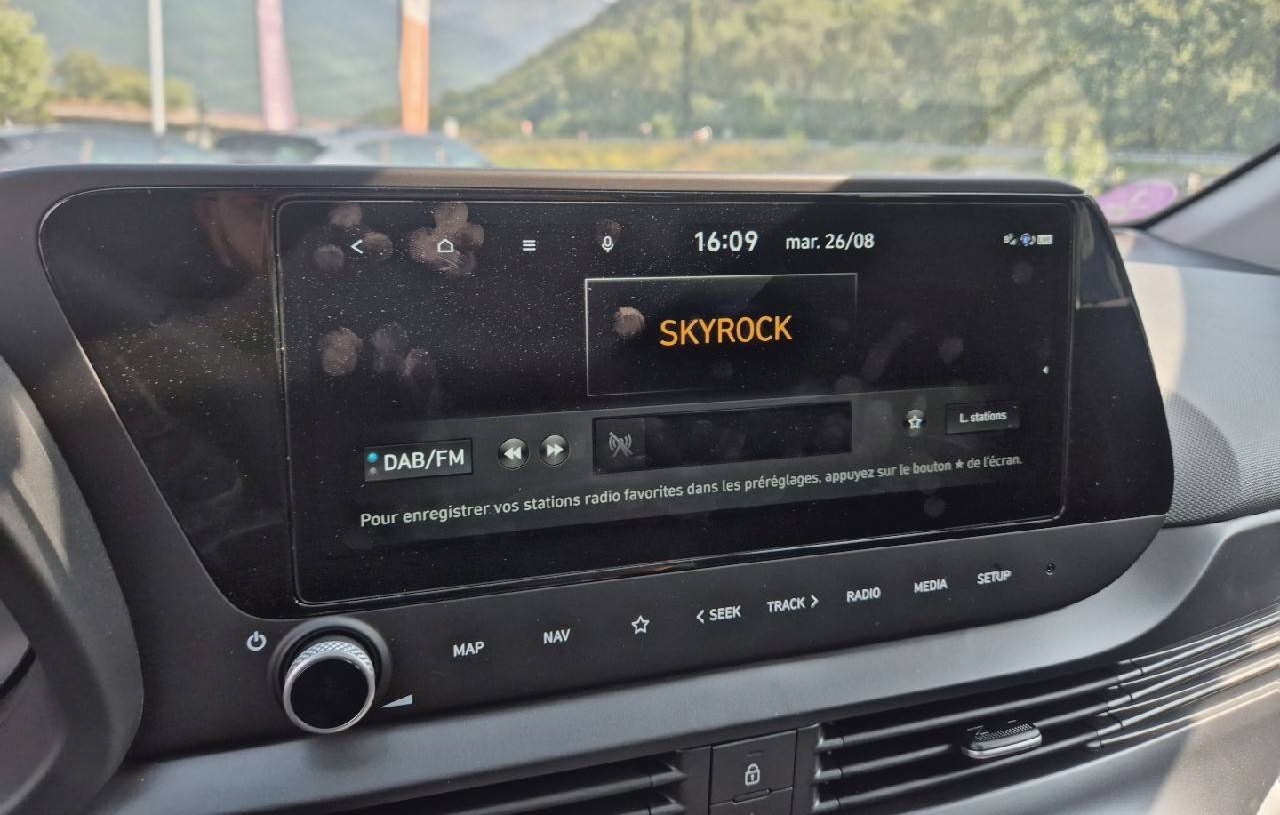 16:09 mar. 26/08
SKYROCK
DAB/FM
L. stations
Pour enregistrer vos stations radio favorites dans les préréglages, appuyez sur le bouton ★ de l'écran.
MAP NAV ☆ < SEEK TRACK > RADIO MEDIA SETUP